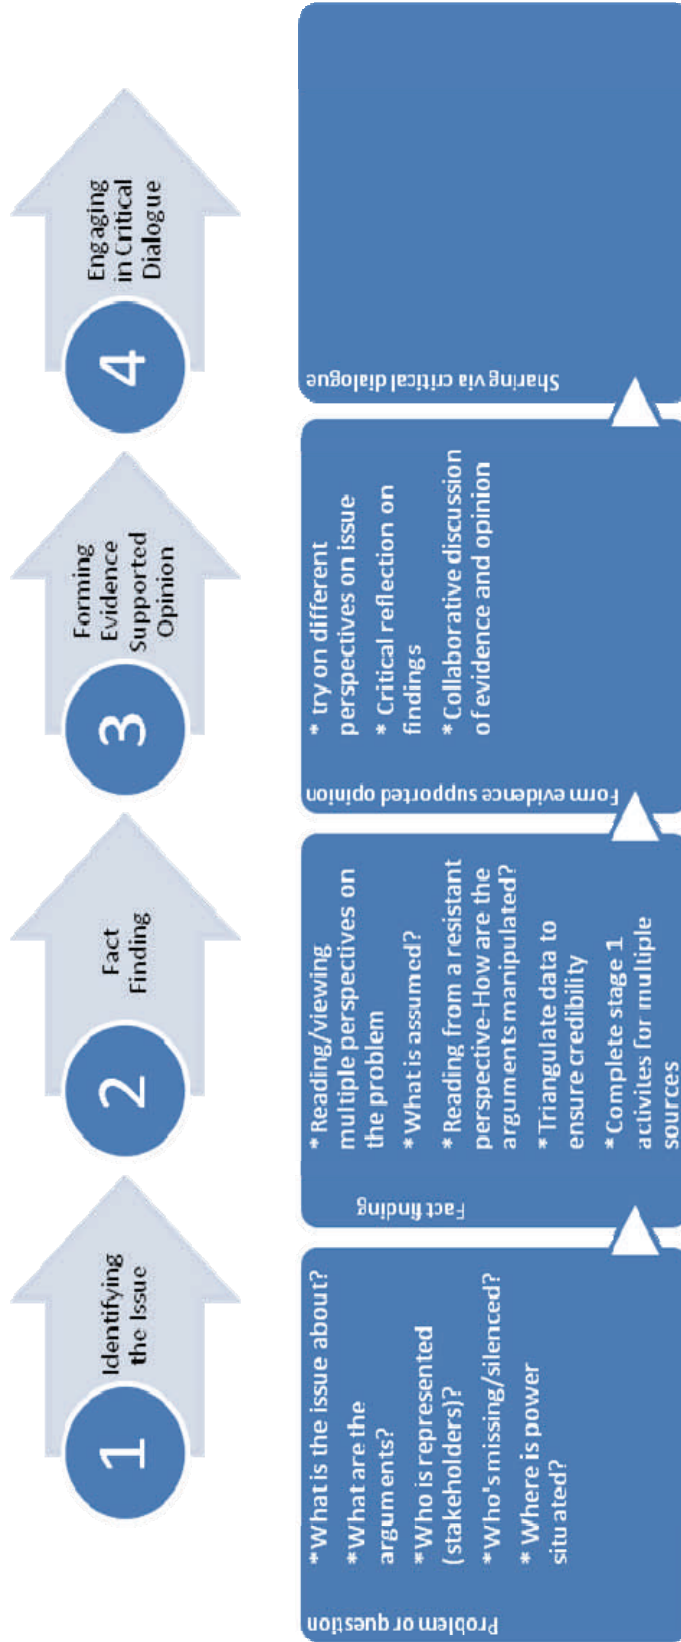 1
Identifying
the Issue
2
Fact
Finding
3
Forming
Evidence
Supported
Opinion
4
Engaging
in Critical
Dialogue
Problem or question
*What is the issue about?
*What are the
arguments?
*Who is represented
(stakeholders)?
*Who's missing/silenced?
* Where is power
situated?
Fact finding
*Reading/viewing
multiple perspectives on
the problem
*What is assumed?
*Reading from a resistant
perspective-How are the
arguments manipulated?
*Triangulate data to
ensure credibility
*Complete stage 1
activites for multiple
sources
Form evidence supported opinion
* try on different
perspectives on issue
* Critical reflection on
findings
*Collaborative discussion
of evidence and opinion
Sharing via critical dialogue